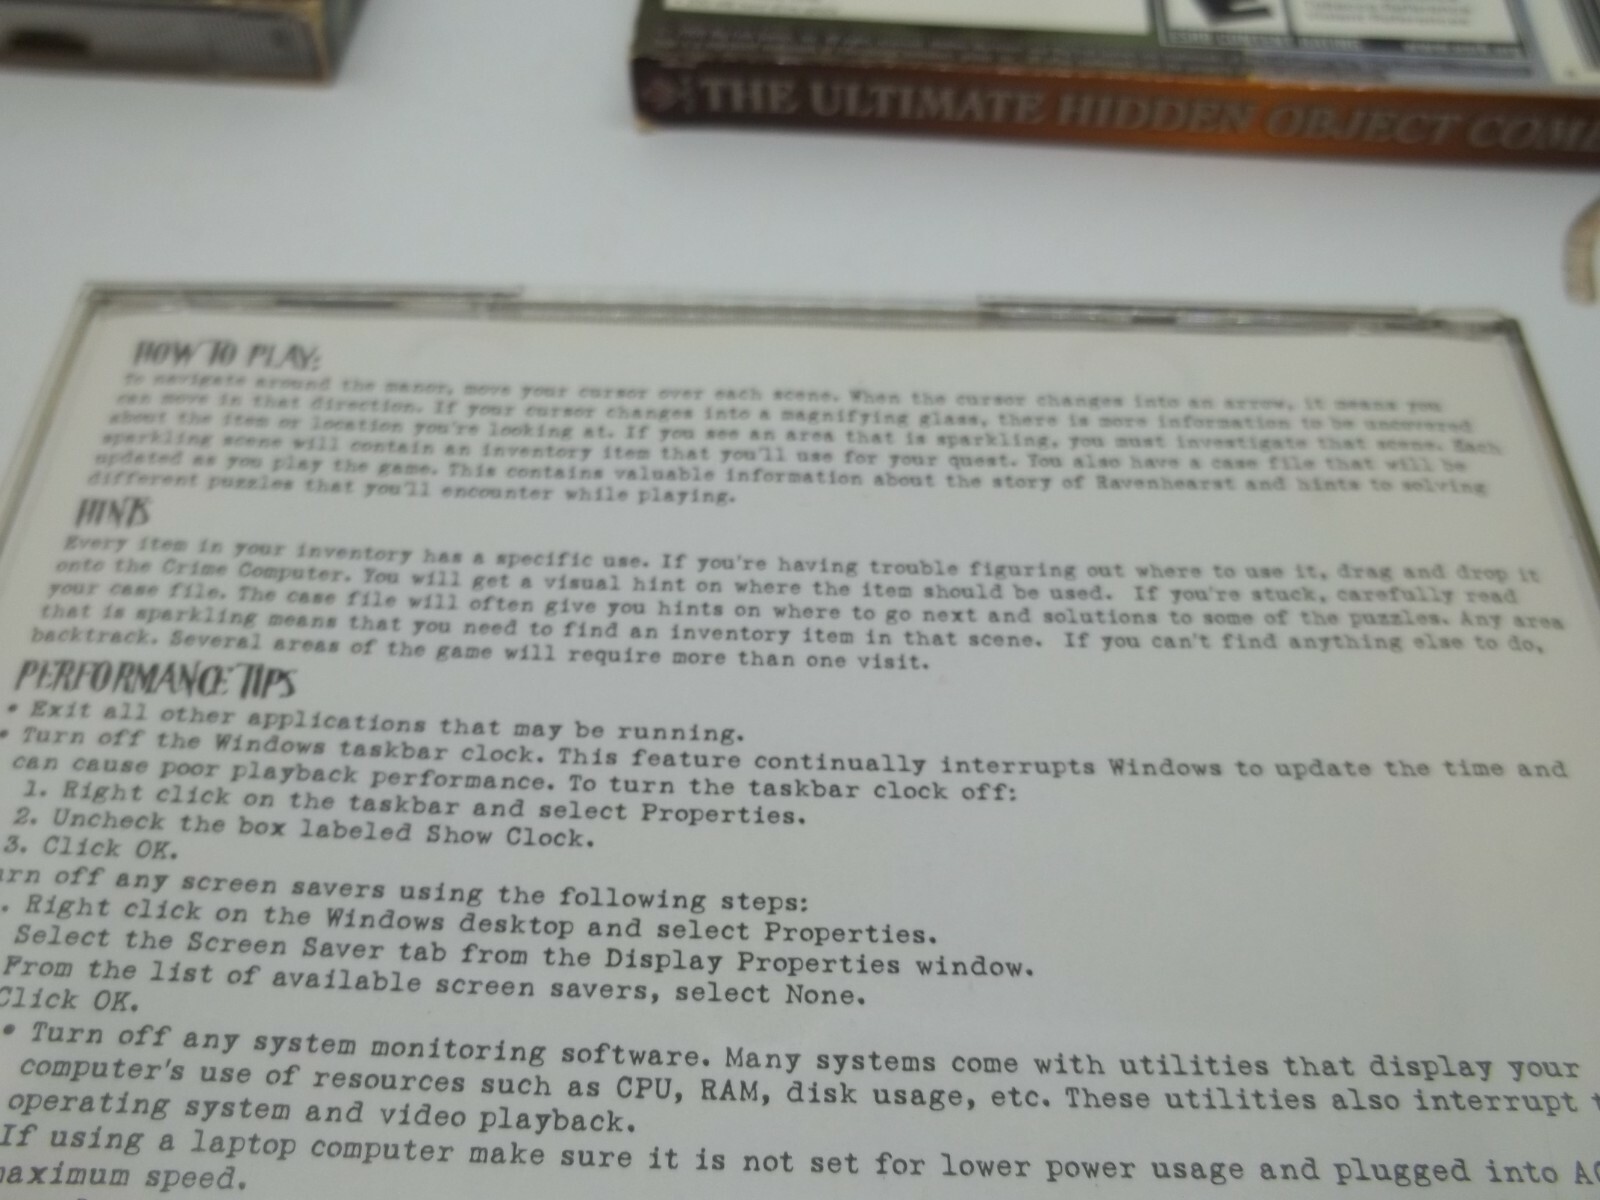 THE ULTIMATE HIDDEN OBJECT
HOW TO PLAY:
To navigate around the manor, move your cursor over each scene. When the cursor changes into an arrow, it means you
can move in that direction. If your cursor changes into a magnifying glass, there is more information to be uncovered
about the item or location you're looking at. If you see an area that is sparkling, you must investigate that scene. Each
sparkling scene will contain an inventory item that you'll use for your quest. You also have a case file that will be
updated as you play the game. This contains valuable information about the story of Ravenhearst and hints to solving
different puzzles that you'll encounter while playing.
HINTS
Every item in your inventory has a specific use. If you're having trouble figuring out where to use it, drag and drop it
onto the Crime Computer. You will get a visual hint on where the item should be used. If you're stuck, carefully read
your case file. The case file will often give you hints on where to go next and solutions to some of the puzzles. Any area
that is sparkling means that you need to find an inventory item in that scene. If you can't find anything else to do,
backtrack. Several areas of the game will require more than one visit.
PERFORMANCE TIPS
• Exit all other applications that may be running.
• Turn off the Windows taskbar clock. This feature continually interrupts Windows to update the time and
can cause poor playback performance. To turn the taskbar clock off:
1. Right click on the taskbar and select Properties.
2. Uncheck the box labeled Show Clock.
3. Click OK.
urn off any screen savers using the following steps:
. Right click on the Windows desktop and select Properties.
Select the Screen Saver tab from the Display Properties window.
From the list of available screen savers, select None.
Click OK.
• Turn off any system monitoring software. Many systems come with utilities that display your
computer's use of resources such as CPU, RAM, disk usage, etc. These utilities also interrupt t
operating system and video playback.
If using a laptop computer make sure it is not set for lower power usage and plugged into AC
maximum speed.